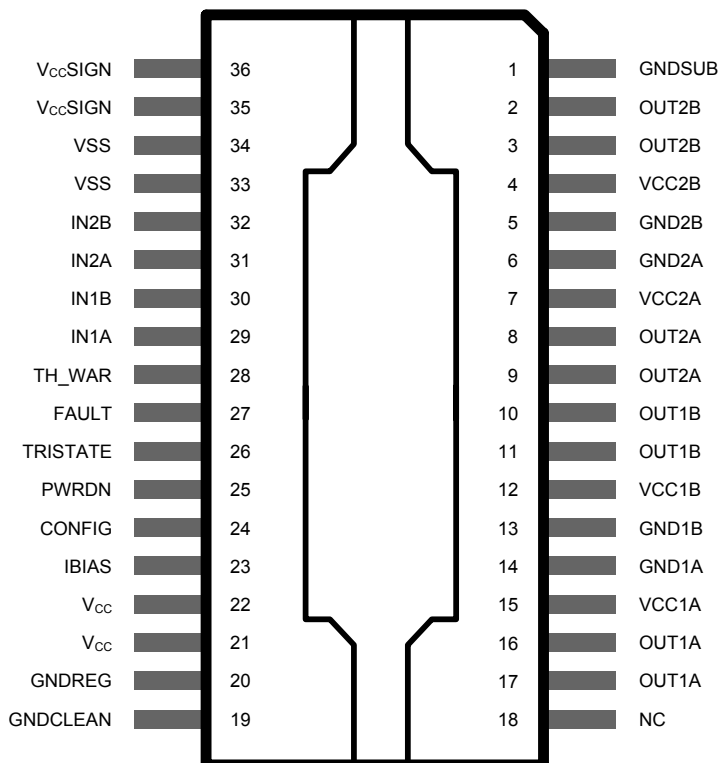 VCCSIGN 36 1 GNDSUB
VCCSIGN 35 2 OUT2B
VSS 34 3 OUT2B
VSS 33 4 VCC2B
IN2B 32 5 GND2B
IN2A 31 6 GND2A
IN1B 30 7 VCC2A
IN1A 29 8 OUT2A
TH_WAR 28 9 OUT2A
FAULT 27 10 OUT1B
TRISTATE 26 11 OUT1B
PWRDN 25 12 VCC1B
CONFIG 24 13 GND1B
IBIAS 23 14 GND1A
VCC 22 15 VCC1A
VCC 21 16 OUT1A
GNDREG 20 17 OUT1A
GNDCLEAN 19 18 NC